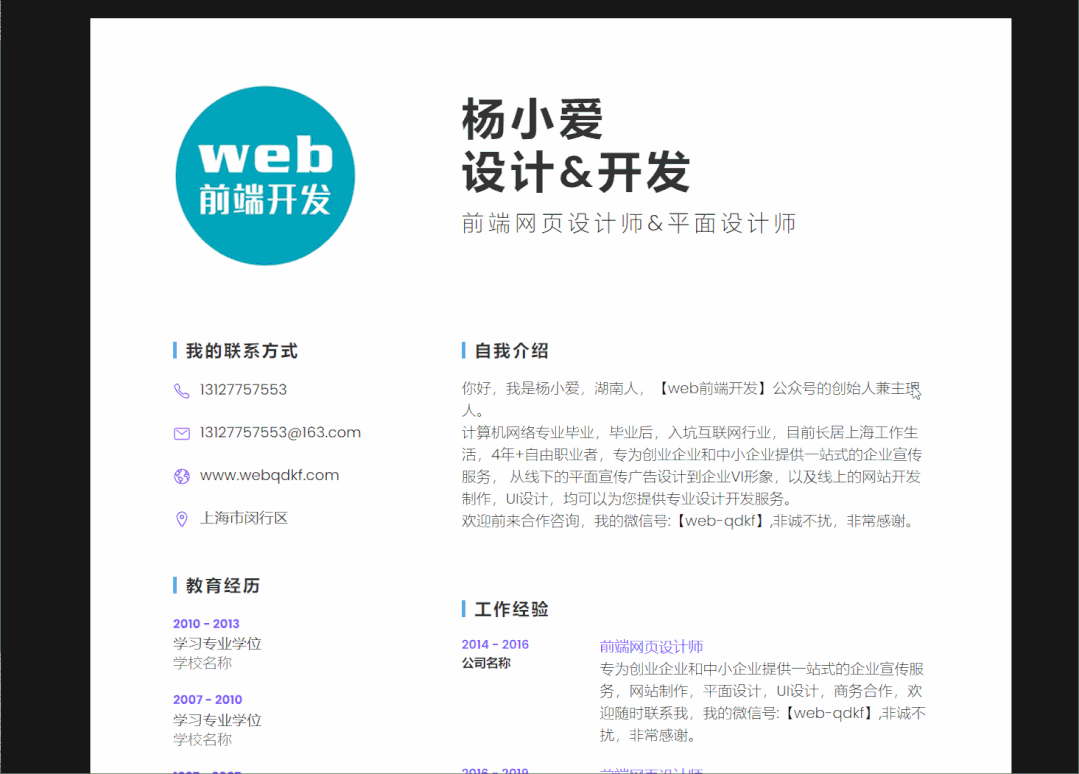 web
前端开发
杨小爱
设计&开发
前端网页设计师&平面设计师
我的联系方式
13127757553
13127757553@163.com
www.webqdkf.com
上海市闵行区
教育经历
2010 - 2013
学习专业学位
学校名称
2007 - 2010
学习专业学位
学校名称
自我介绍
你好，我是杨小爱，湖南人，【web前端开发】公众号的创始人兼主理
人。
计算机网络专业毕业，毕业后，入坑互联网行业，目前长居上海工作生
活，4年+自由职业者，专为创业企业和中小企业提供一站式的企业宣传
服务， 从线下的平面宣传广告设计到企业VI形象，以及线上的网站开发
制作，UI设计，均可以为您提供专业设计开发服务。
欢迎前来合作咨询，我的微信号:【web-qdkf】,非诚不扰，非常感谢。
工作经验
2014 - 2016
公司名称
前端网页设计师
专为创业企业和中小企业提供一站式的企业宣传服
务，网站制作，平面设计，UI设计，商务合作，欢
迎随时联系我，我的微信号:【web-qdkf】,非诚不
扰，非常感谢。
2016 - 2019
前端网页设计师